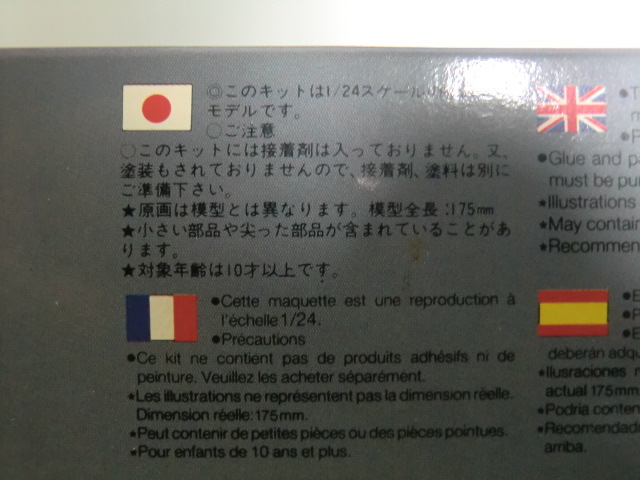 ◎このキットは1/24スケール
モデルです。
○ご注意
○このキットには接着剤は入っておりません。又、
塗装もされておりませんので、接着剤、塗料は別に
ご準備下さい。
★原画は模型とは異なります。模型全長:175mm
★小さい部品や尖った部品が含まれていることがあ
ります。
★対象年齢は10才以上です。
●Cette maquette est une reproduction à
l'échelle 1/24.
●Précautions
●Ce kit ne contient pas de produits adhésifs ni de
peinture. Veuillez les acheter séparément.
★Les illustrations ne représentent pas la dimension réelle.
Dimension réelle: 175mm.
★Peut contenir de petites pièces ou des pièces pointues.
★Pour enfants de 10 ans et plus.
●Glue and
must be
★Illustrations
★May contain
★Recommen
deberán
★Ilusraciones
actual 175mm
★Podria
★Recomendad
arriba.